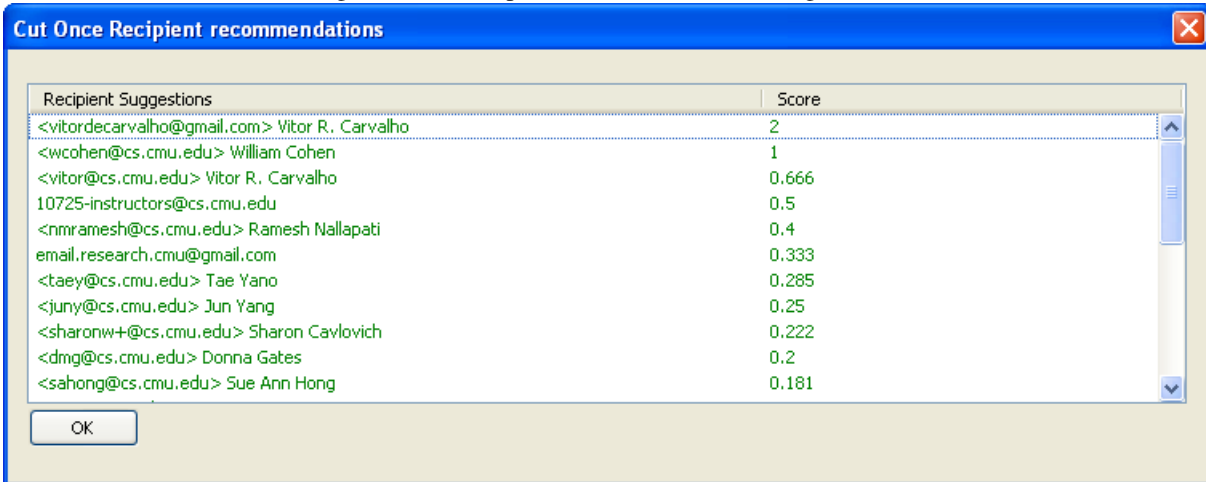 Cut Once Recipient recommendations
Recipient Suggestions Score
<vitordecarvalho@gmail.com> Vitor R. Carvalho 2
<wcohen@cs.cmu.edu> William Cohen 1
<vitor@cs.cmu.edu> Vitor R. Carvalho 0.666
10725-instructors@cs.cmu.edu 0.5
<nmramesh@cs.cmu.edu> Ramesh Nallapati 0.4
email.research.cmu@gmail.com 0.333
<taey@cs.cmu.edu> Tae Yano 0.285
<juny@cs.cmu.edu> Jun Yang 0.25
<sharonw+@cs.cmu.edu> Sharon Cavlovich 0.222
<dmg@cs.cmu.edu> Donna Gates 0.2
<sahong@cs.cmu.edu> Sue Ann Hong 0.181
OK